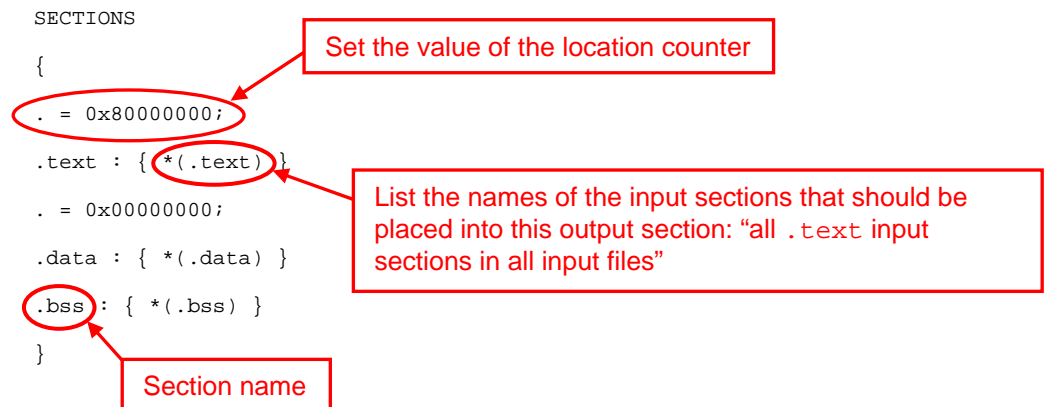 SECTIONS
Set the value of the location counter
{
. = 0x80000000;
.text : { *(.text) }
List the names of the input sections that should be
placed into this output section: “all .text input
sections in all input files”
. = 0x00000000;
.data : { *(.data) }
.bss : { *(.bss) }
}
Section name